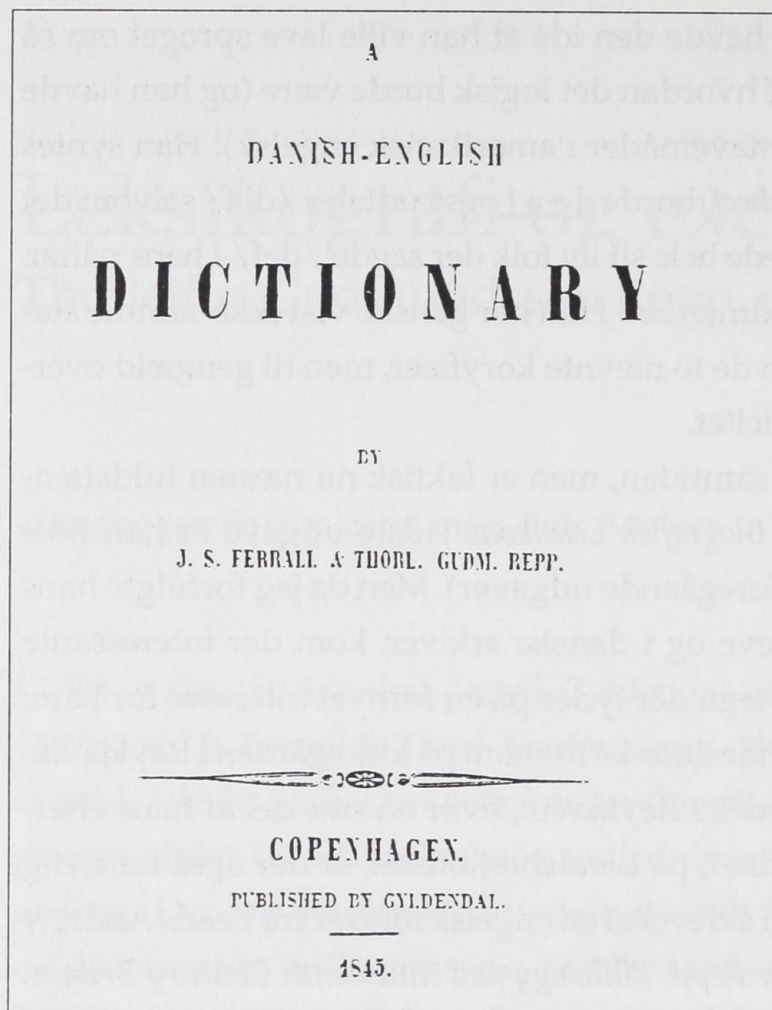 A
DANISH-ENGLISH
DICTIONARY
BY
J. S. FERRALL & THORL. GUDM. REPP.
COPENHAGEN.
PUBLISHED BY GYLDENDAL.
1845.